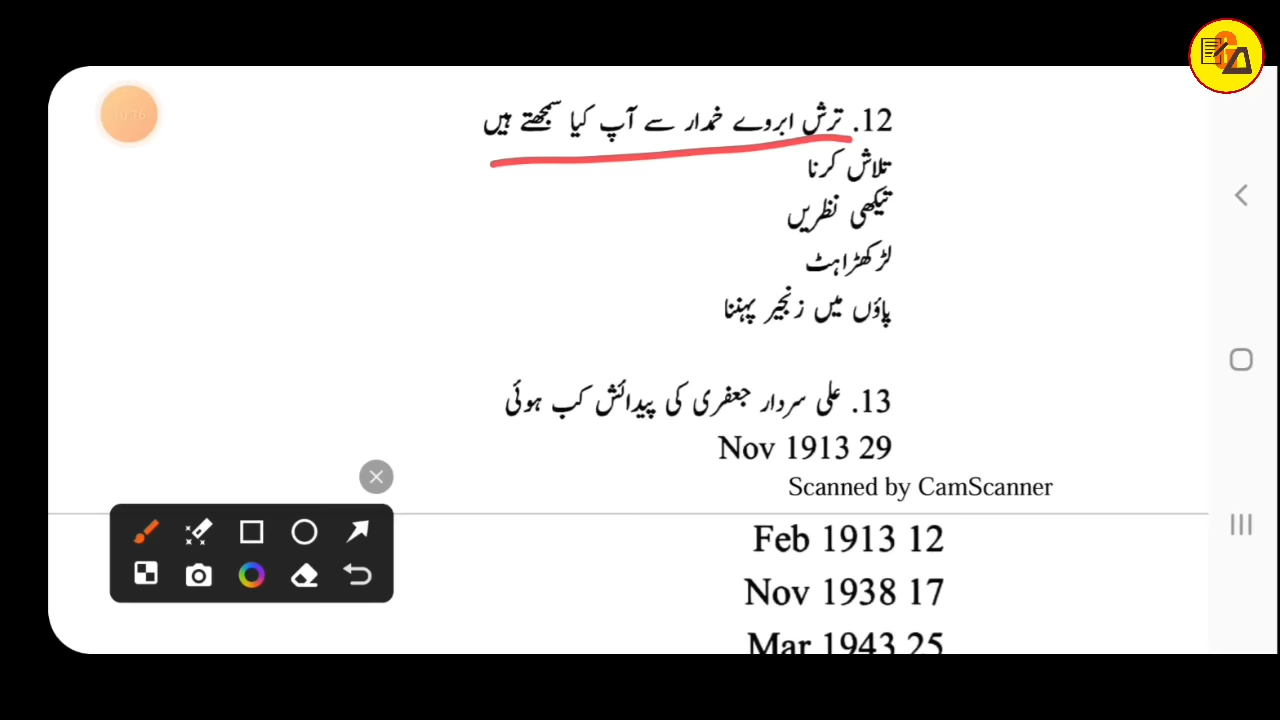 12. ترش ابروے خمدار سے آپ کیا سمجھتے ہیں
تلاش کرنا
تیکھی نظریں
لڑکھڑاہٹ
پاؤں میں زنجیر پہننا
13. علی سردار جعفری کی پیدائش کب ہوئی
Nov 1913 29
Scanned by CamScanner
Feb 1913 12
Nov 1938 17
Mar 1943 25